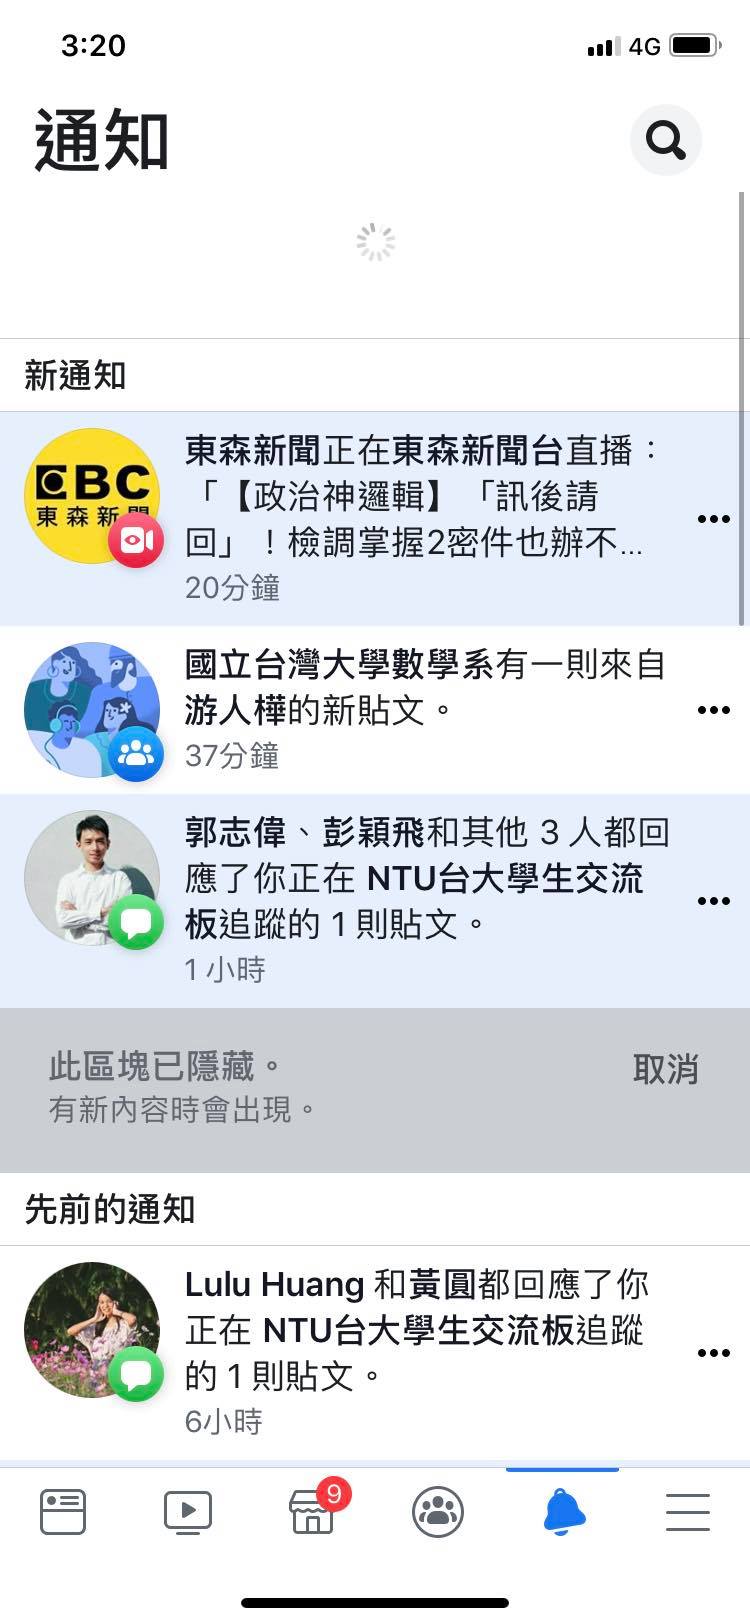 3:20
4G
通知
新通知
EBC
東森新聞
東森新聞正在東森新聞台直播：
「【政治神邏輯】「訊後請
回」！檢調掌握2密件也辦不...
20分鐘
國立台灣大學數學系有一則來自
游人樺的新貼文。
37分鐘
郭志偉、彭穎飛和其他 3 人都回
應了你正在 NTU台大學生交流
板追蹤的 1 則貼文。
1 小時
此區塊已隱藏。
取消
有新內容時會出現。
先前的通知
Lulu Huang 和黃圓都回應了你
正在 NTU台大學生交流板追蹤
的 1 則貼文。
6小時
9